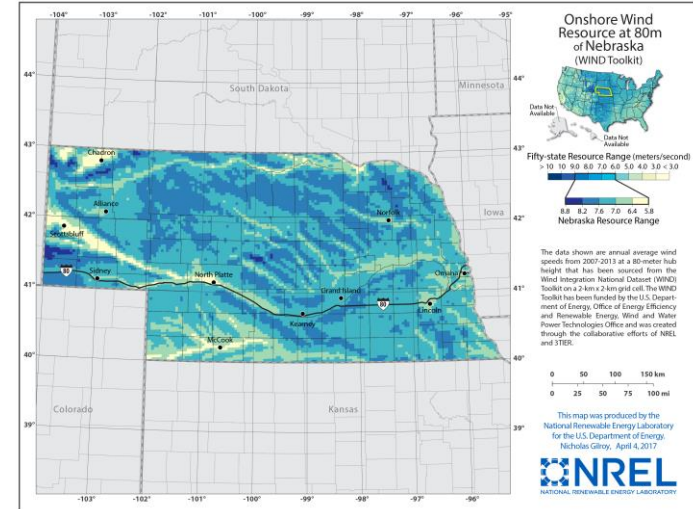 -104° -103° -102° -101° -100° -99° -98° -97° -96° -95°
Onshore Wind
Resource at 80m
of Nebraska
(WIND Toolkit)
44° 44°
South Dakota
Minnesota
Data Not
Available
Data Not
Available
43° 43°
Chadron
Fifty-state Resource Range (meters/second)
> 10 10 9.0 8.0 7.0 6.0 5.0 4.0 3.0 < 3.0
8.8 8.2 7.6 7.0 6.4 5.8
Nebraska Resource Range
Alliance
42° 42°
Scottsbluff
Norfolk
Iowa
80
Sidney
41° 41°
North Platte
Omaha
Grand Island
80
Lincoln
Kearney
The data shown are annual average wind
speeds from 2007-2013 at a 80-meter hub
height that has been sourced from the
Wind Integration National Dataset (WIND)
Toolkit on a 2-km x 2-km grid cell. The WIND
Toolkit has been funded by the U.S. Depart-
ment of Energy, Office of Energy Efficiency
and Renewable Energy, Wind and Water
Power Technologies Office and was created
through the collaborative efforts of NREL
and 3TIER.
McCook
40° 40°
0 50 100 150 km
0 25 50 75 100 mi
Colorado
Kansas
39° 39°
This map was produced by the
National Renewable Energy Laboratory
for the U.S. Department of Energy.
Nicholas Gilroy, April 4, 2017
NREL
NATIONAL RENEWABLE ENERGY LABORATORY
-103° -102° -101° -100° -99° -98° -97° -96°